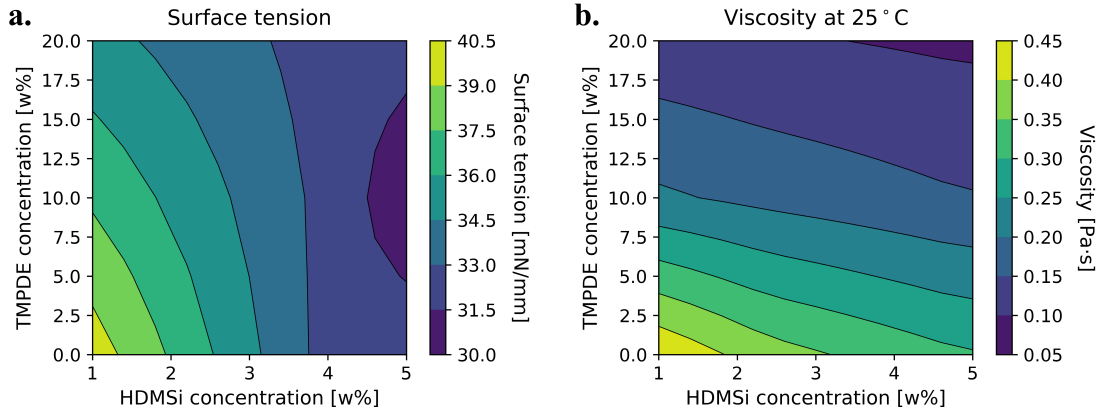 a.
Surface tension
TMPDE concentration [w%]
20.0
17.5
15.0
12.5
10.0
7.5
5.0
2.5
0.0
1 2 3 4 5
HDMSi concentration [w%]
40.5
39.0
37.5
36.0
34.5
33.0
31.5
30.0
Surface tension [mN/mm]
b.
Viscosity at 25°C
TMPDE concentration [w%]
20.0
17.5
15.0
12.5
10.0
7.5
5.0
2.5
0.0
1 2 3 4 5
HDMSi concentration [w%]
0.45
0.40
0.35
0.30
0.25
0.20
0.15
0.10
0.05
Viscosity [Pa·s]